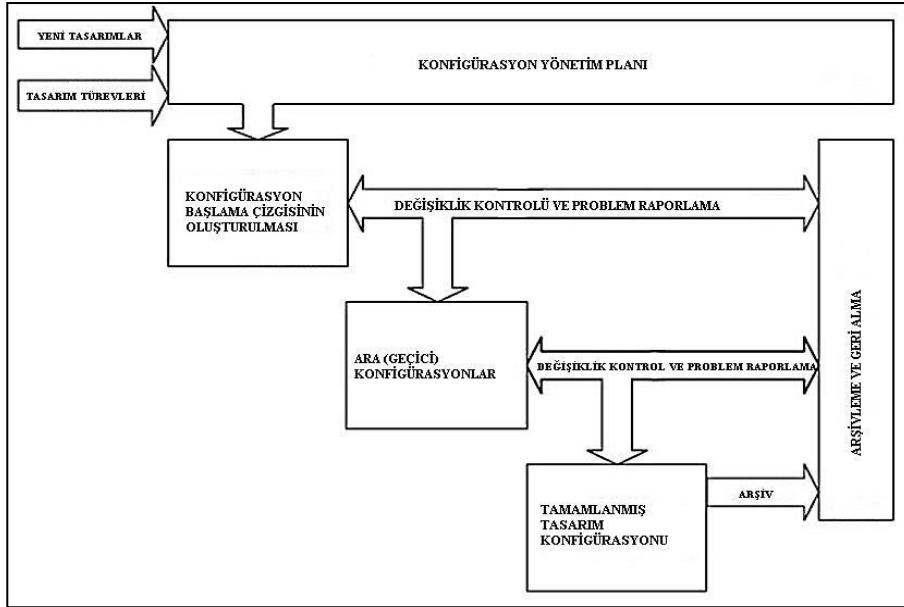 YENİ TASARIMLAR
KONFİGÜRASYON YÖNETİM PLANI
TASARIM TÜREVLERİ
KONFİGÜRASYON
BAŞLAMA ÇİZGİSİNİN
OLUŞTURULMASI
DEĞİŞİKLİK KONTROLÜ VE PROBLEM RAPORLAMA
ARA (GEÇİCİ)
KONFİGÜRASYONLAR
DEĞİŞİKLİK KONTROL VE PROBLEM RAPORLAMA
ARŞİVLEME VE GERİ ALMA
TAMAMLANMIŞ
TASARIM
KONFİGÜRASYONU
ARŞİV